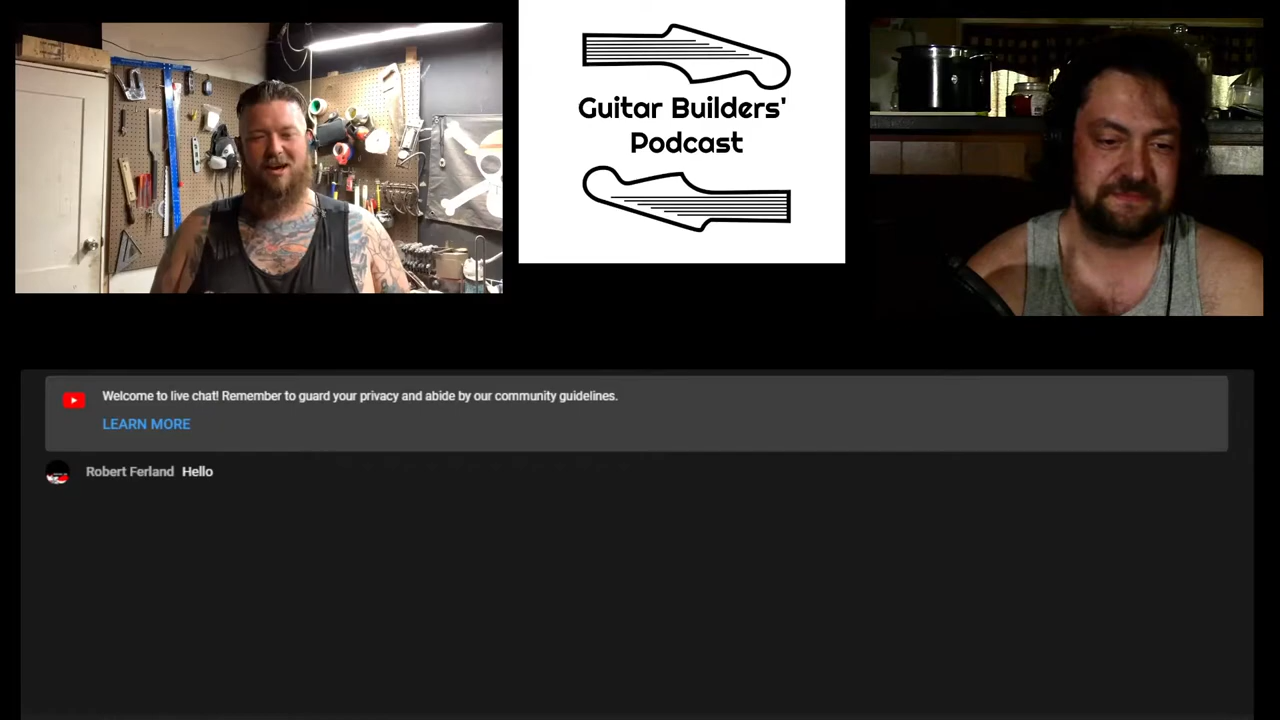 Guitar Builders'
Podcast
Welcome to live chat! Remember to guard your privacy and abide by our community guidelines.
LEARN MORE
Robert Ferland Hello